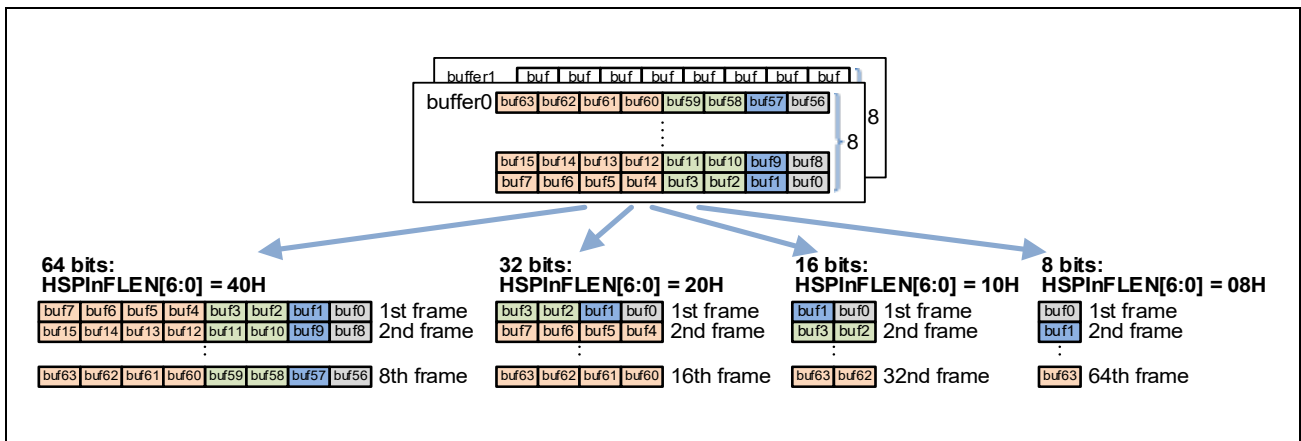 buffer1 buf buf buf buf buf buf buf buf
buffer0 buf63 buf62 buf61 buf60 buf59 buf58 buf57 buf56
8
8
buf15 buf14 buf13 buf12 buf11 buf10 buf9 buf8
buf7 buf6 buf5 buf4 buf3 buf2 buf1 buf0
64 bits:
HSPInFLEN[6:0] = 40H
buf7 buf6 buf5 buf4 buf3 buf2 buf1 buf0 1st frame
buf15 buf14 buf13 buf12 buf11 buf10 buf9 buf8 2nd frame
buf63 buf62 buf61 buf60 buf59 buf58 buf57 buf56 8th frame
32 bits:
HSPInFLEN[6:0] = 20H
buf3 buf2 buf1 buf0 1st frame
buf7 buf6 buf5 buf4 2nd frame
buf63 buf62 buf61 buf60 16th frame
16 bits:
HSPInFLEN[6:0] = 10H
buf1 buf0 1st frame
buf3 buf2 2nd frame
buf63 buf62 32nd frame
8 bits:
HSPInFLEN[6:0] = 08H
buf0 1st frame
buf1 2nd frame
buf63 64th frame